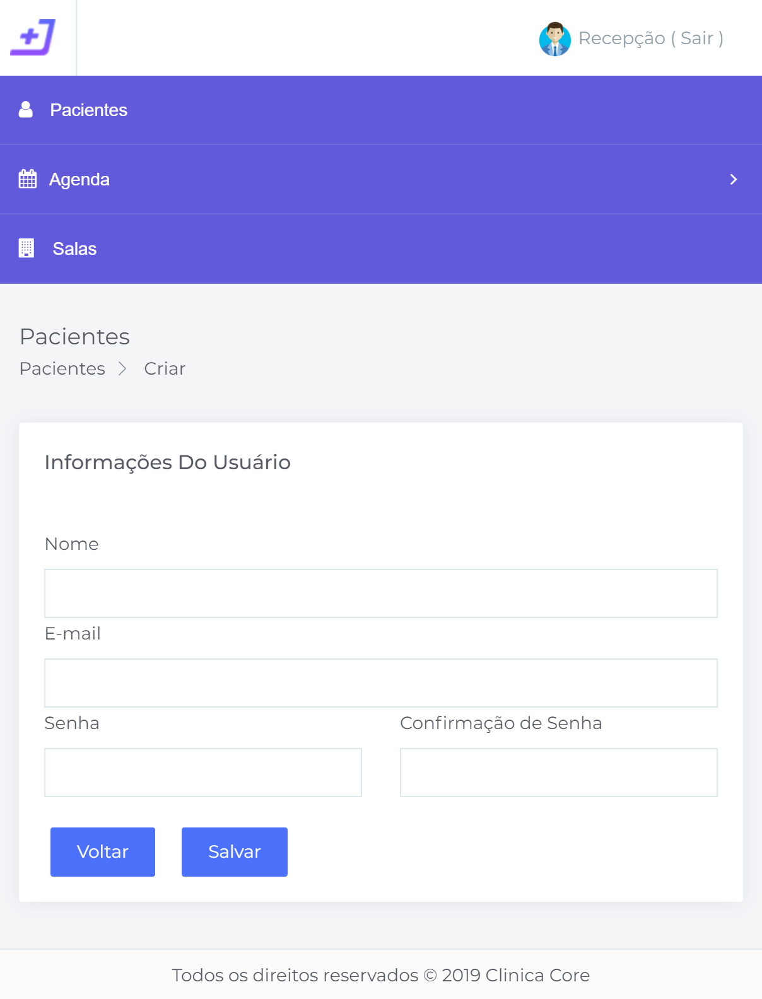 Recepção ( Sair )
Pacientes
Agenda
Salas
Pacientes
Pacientes > Criar
Informações Do Usuário
Nome
E-mail
Senha Confirmação de Senha
Voltar Salvar
Todos os direitos reservados © 2019 Clinica Core